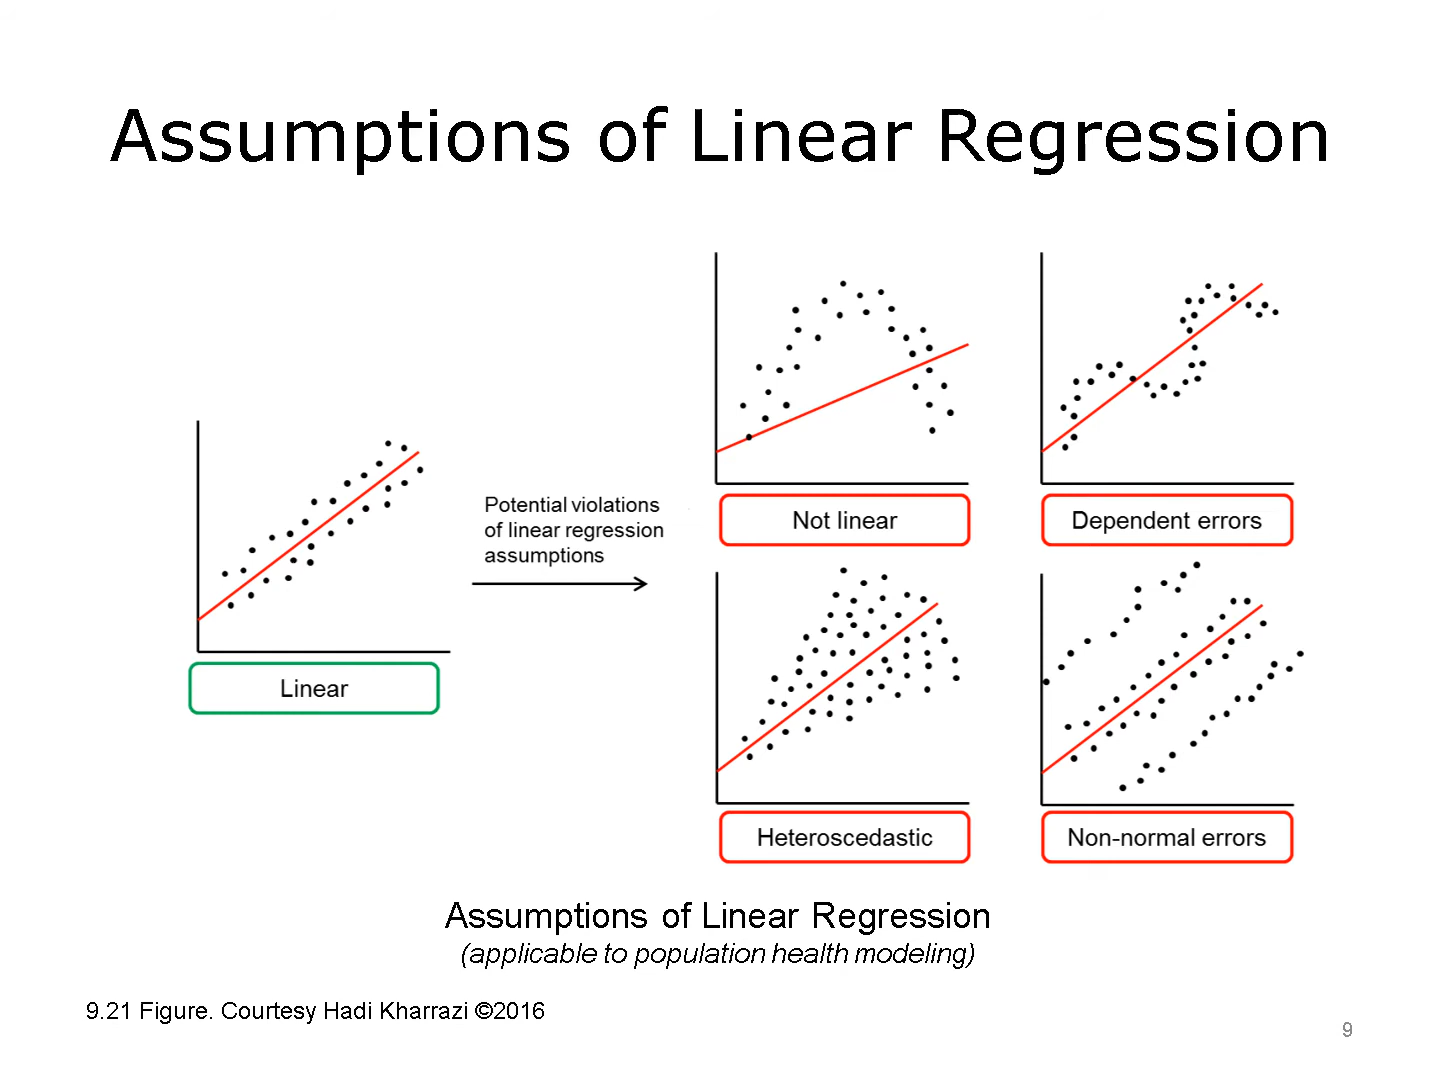 Assumptions of Linear Regression
Potential violations
of linear regression
assumptions
Linear
Not linear
Dependent errors
Heteroscedastic
Non-normal errors
Assumptions of Linear Regression
(applicable to population health modeling)
9.21 Figure. Courtesy Hadi Kharrazi ©2016
9